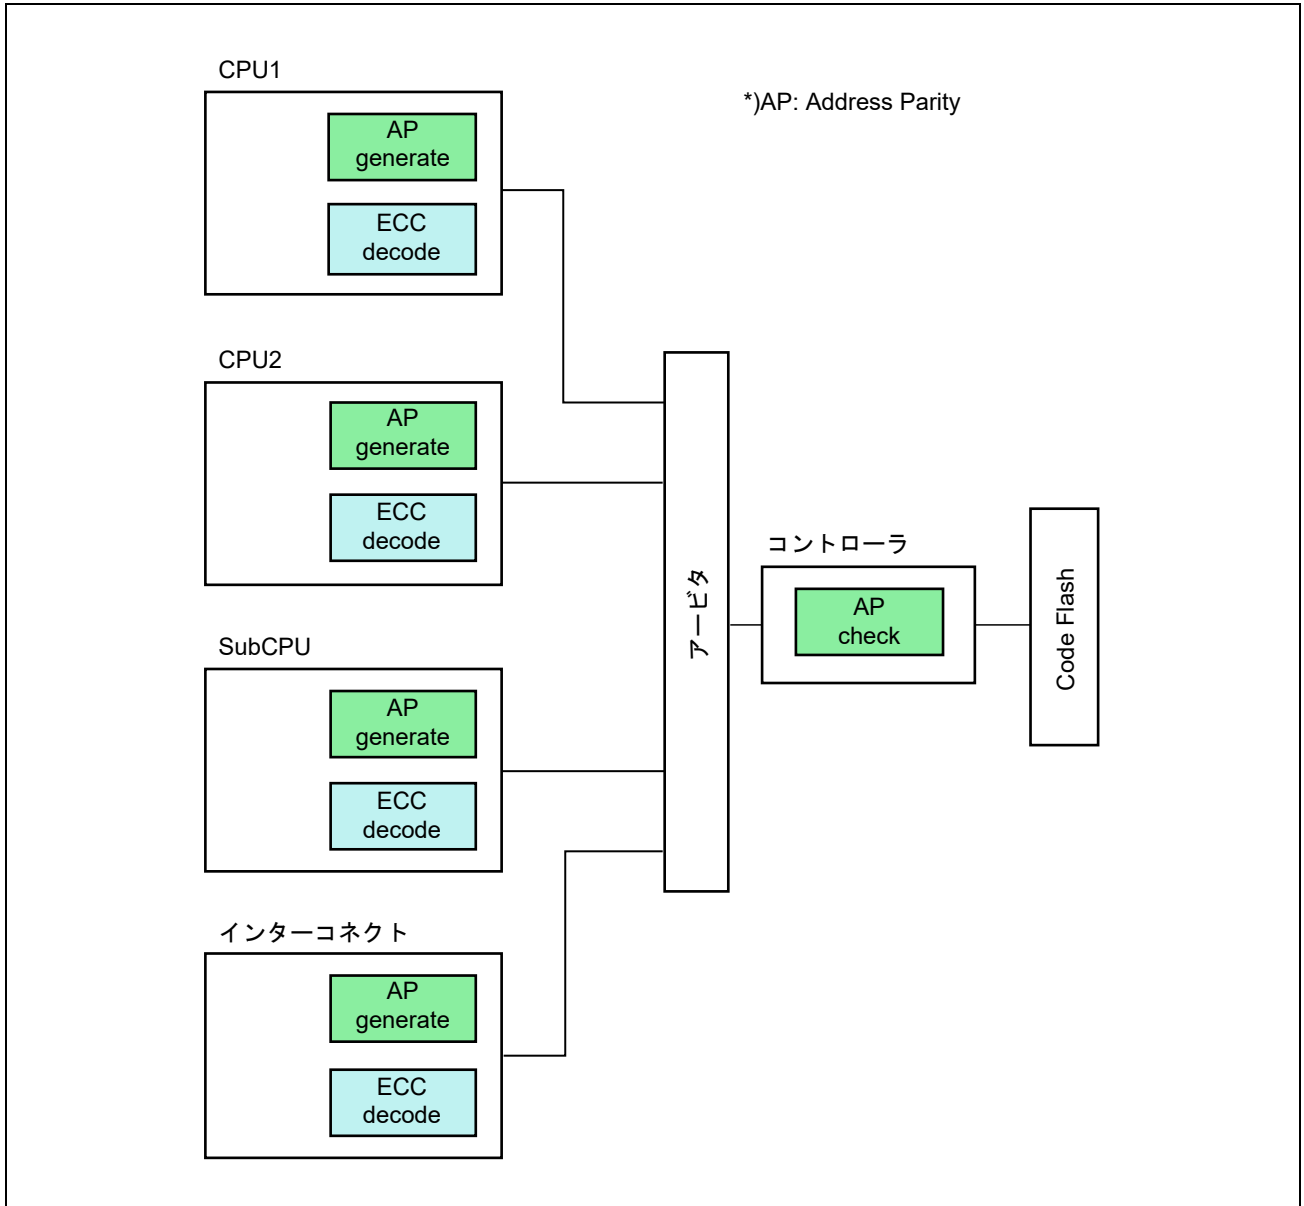 CPU1
*)AP: Address Parity
AP
generate
ECC
decode
CPU2
AP
generate
ECC
decode
アービタ
コントローラ
AP
check
Code Flash
SubCPU
AP
generate
ECC
decode
インターコネクト
AP
generate
ECC
decode